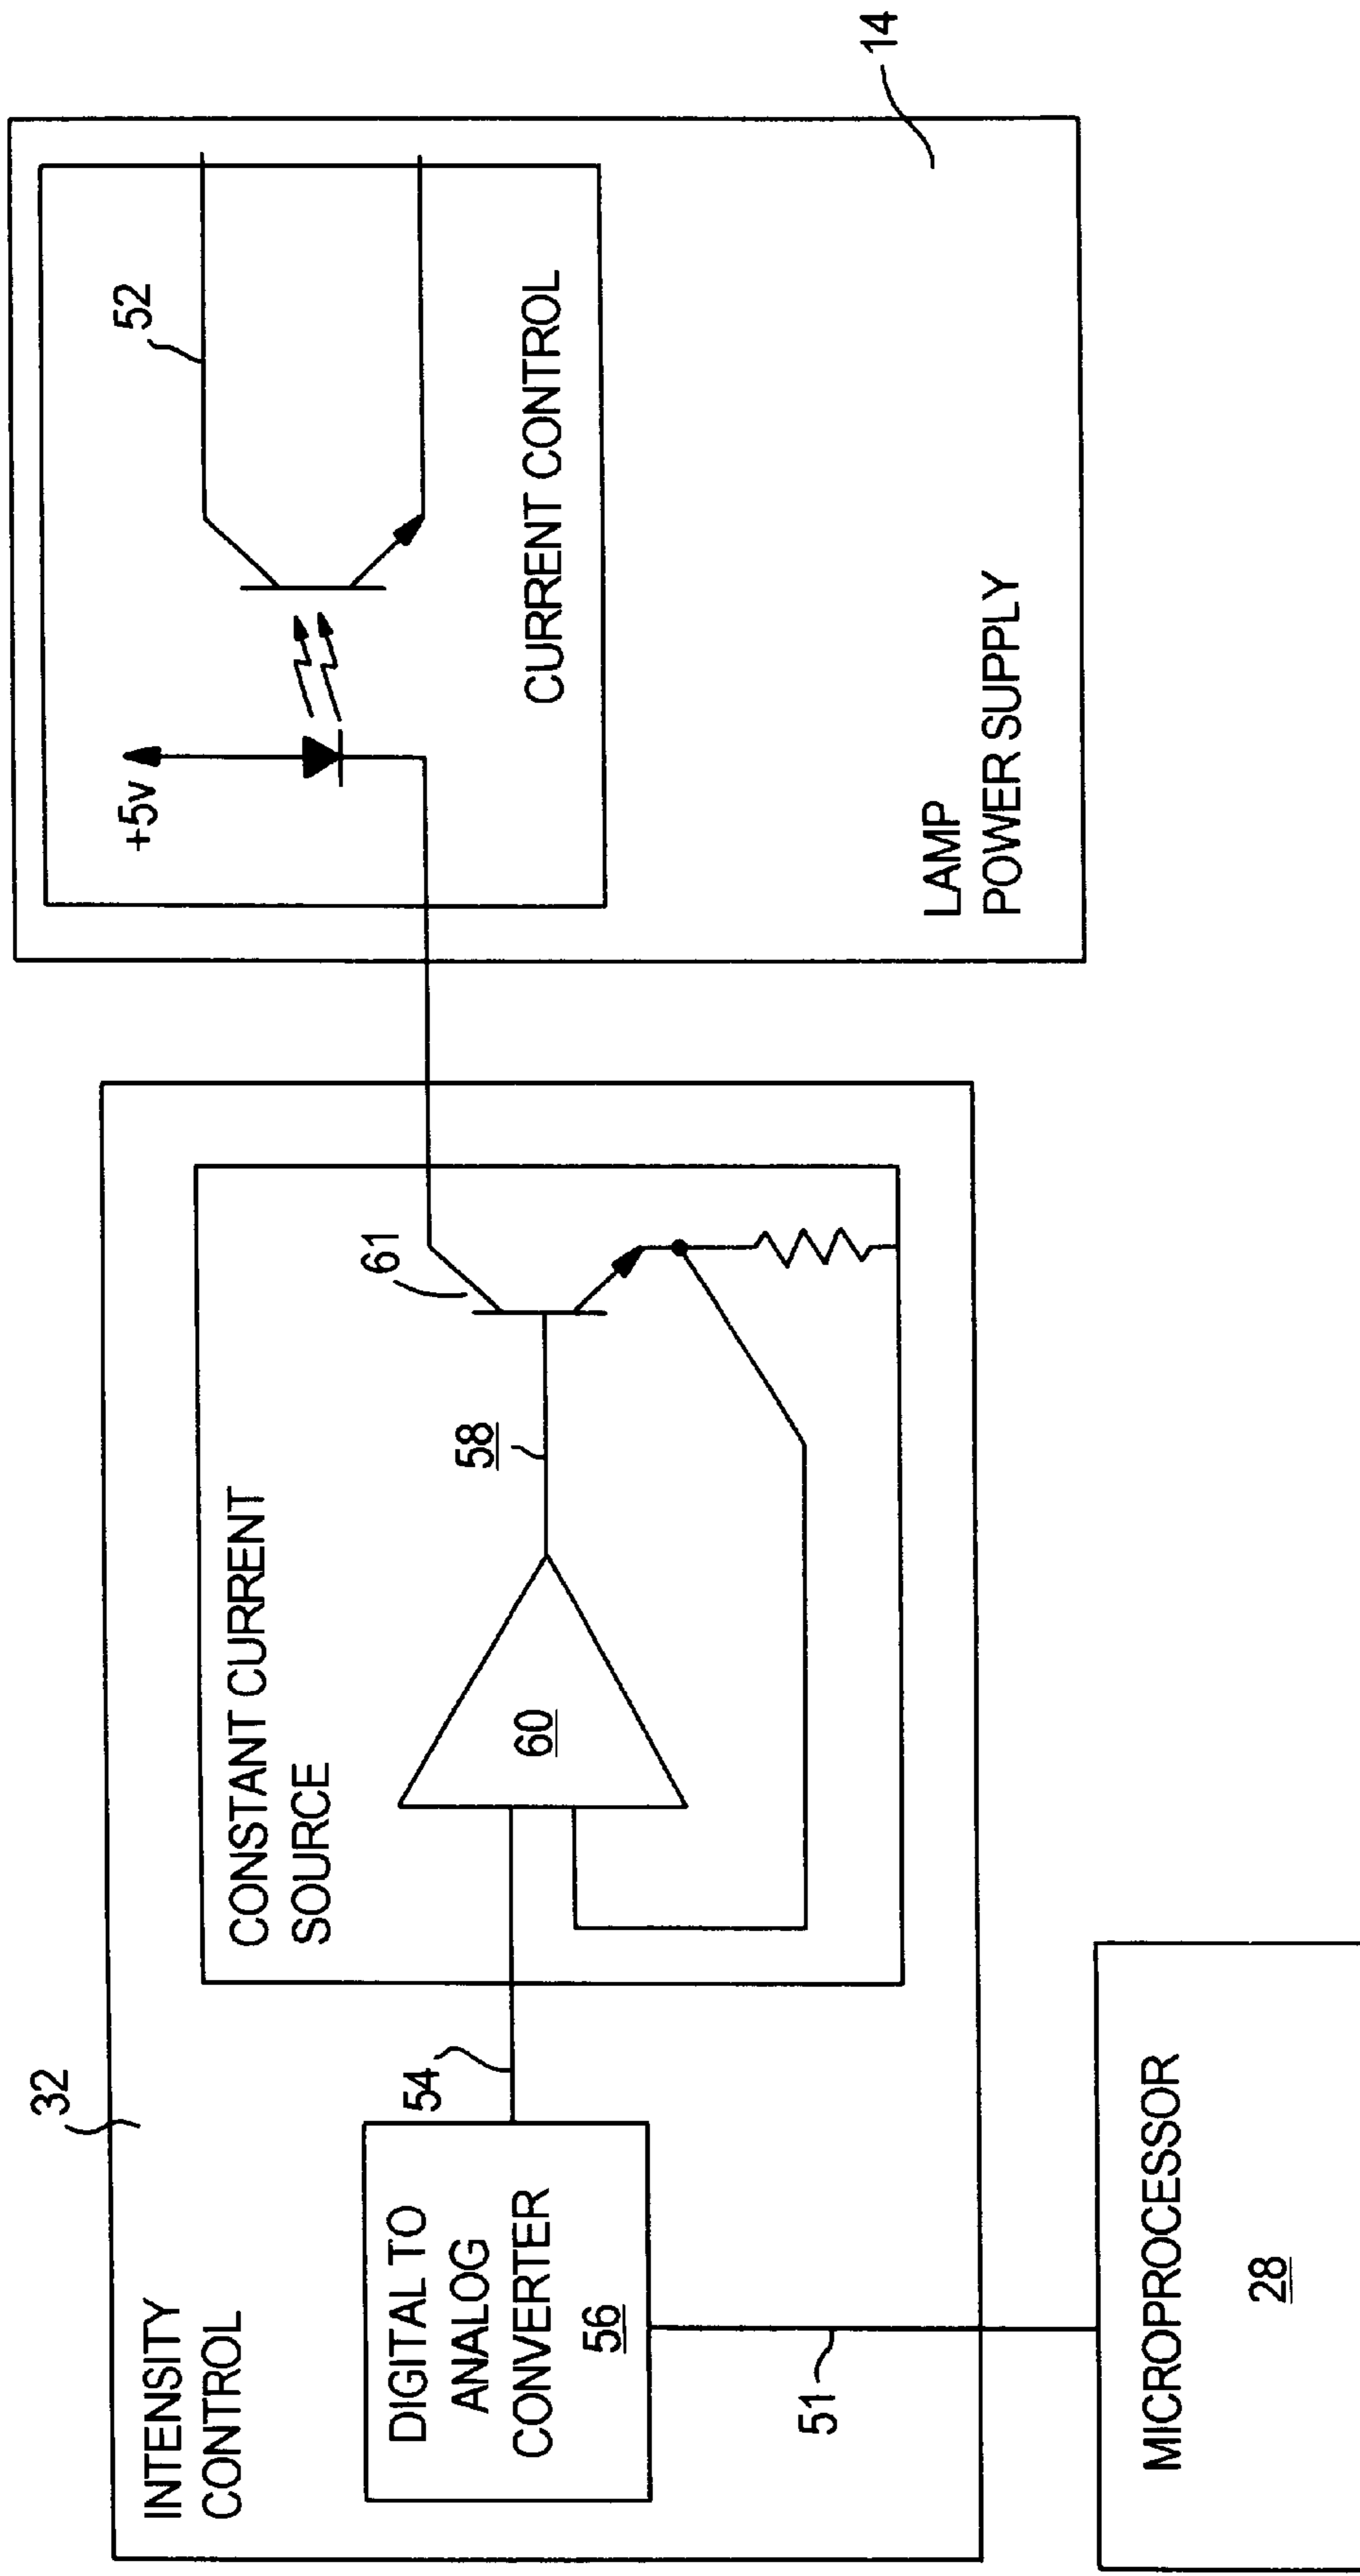 INTENSITY
CONTROL
32
DIGITAL TO
ANALOG
CONVERTER
56
54
51
MICROPROCESSOR
28
CONSTANT CURRENT
SOURCE
60
58
61
+5v
52
CURRENT CONTROL
LAMP
POWER SUPPLY
14